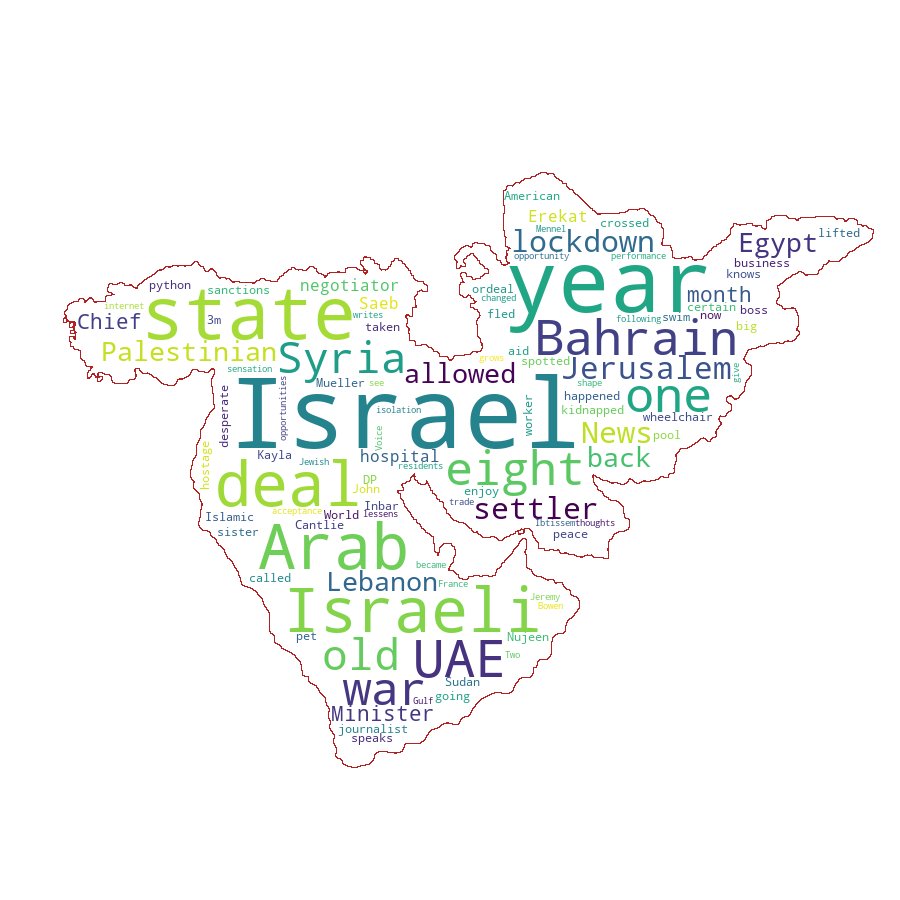 American
Erekat crossed
Mennel
lockdown Egypt lifted
opportunity performance business
year knows
python sanctions negotiator ordeal month
internet state Saeb changed certain boss
Chief 3m writes fled following swim now
taken Bahrain big
Palestinian Syria grows aid spotted Jerusalem
sensation Mueller see allowed shape give
desperate opportunities Israel happened one
isolation worker kidnapped wheelchair
Voice News pool
Kayla hospital back
hostage Jewish residents eight
deal DP John enjoy
Inbar trade settler
Islamic acceptance World lessens
sister Cantlie Ibtissem thoughts
Arab peace
called became
Lebanon France
Israeli Jeremy
Bowen
pet old Nujeen
UAE Two
war Sudan
Gulf going
Minister
journalist
speaks